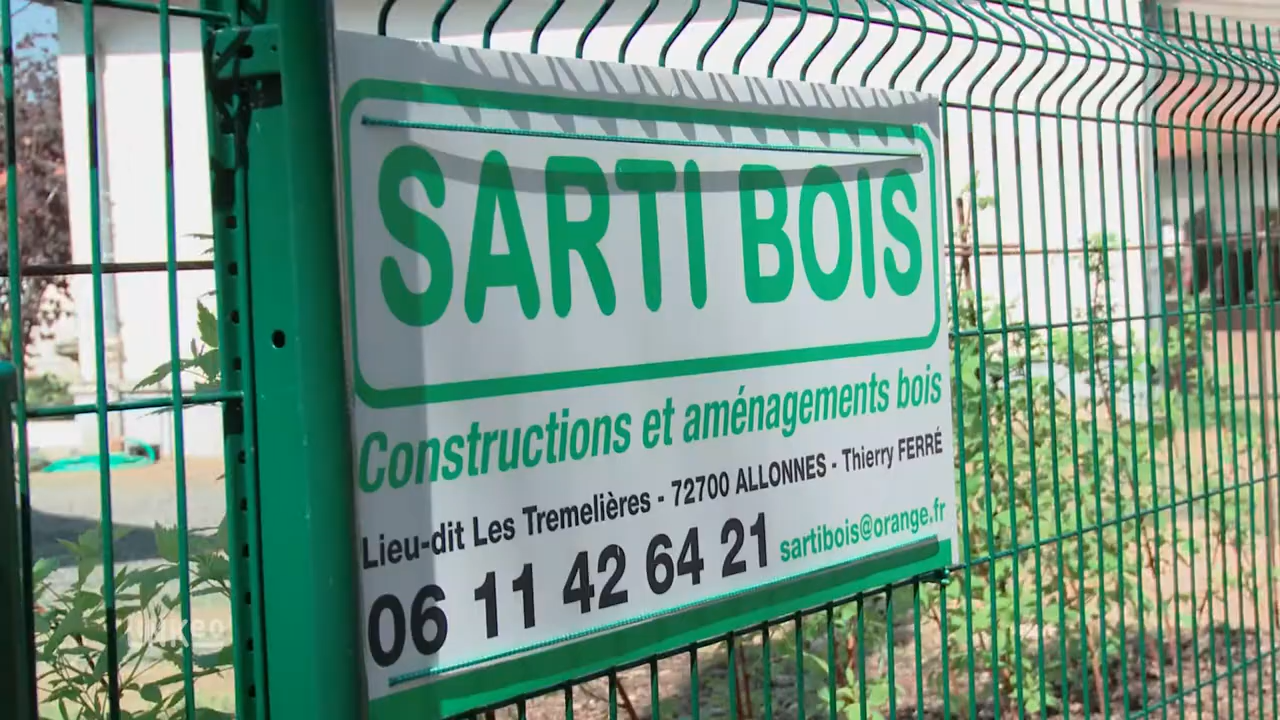 SARTI BOIS
Constructions et aménagements bois
Lieu-dit Les Tremelières - 72700 ALLONNES - Thierry FERRÉ
06 11 42 64 21 sartibois@orange.fr